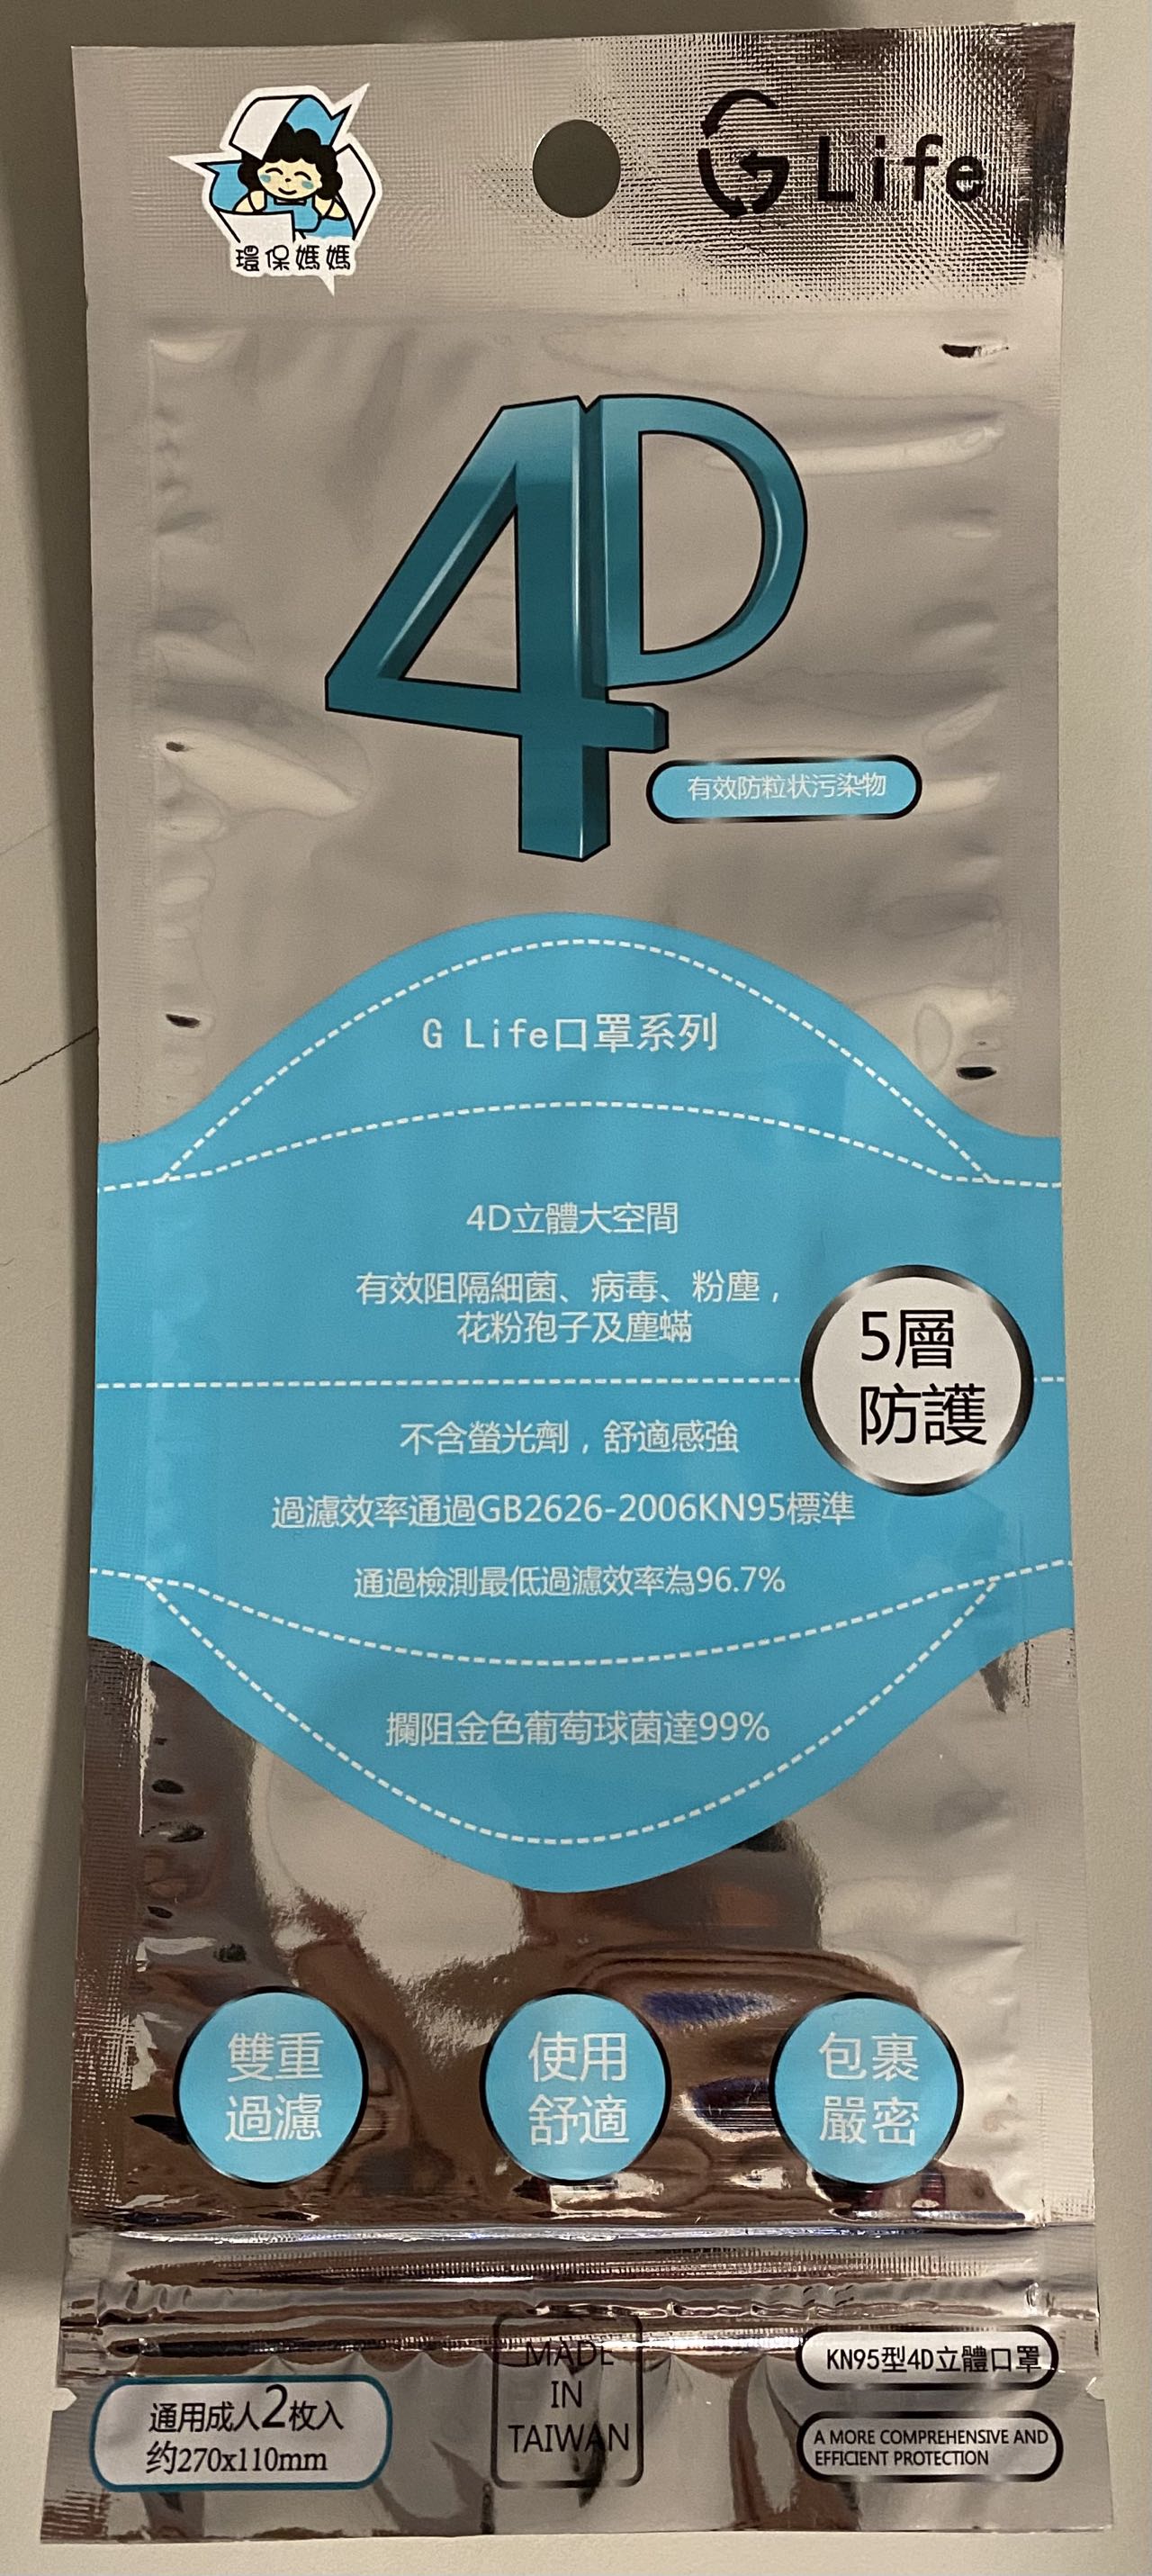 環保媽媽
G Life
4D
有效防粒状污染物
G Life口罩系列
4D立體大空間
有效阻隔細菌、病毒、粉塵，
花粉孢子及塵蟎
5層
防護
不含螢光劑，舒適感強
過濾效率通過GB2626-2006KN95標準
通過檢測最低過濾效率為96.7%
攔阻金色葡萄球菌達99%
雙重
過濾
使用
舒適
包裹
嚴密
通用成人2枚入
约270x110mm
MADE
IN
TAIWAN
KN95型4D立體口罩
A MORE COMPREHENSIVE AND
EFFICIENT PROTECTION